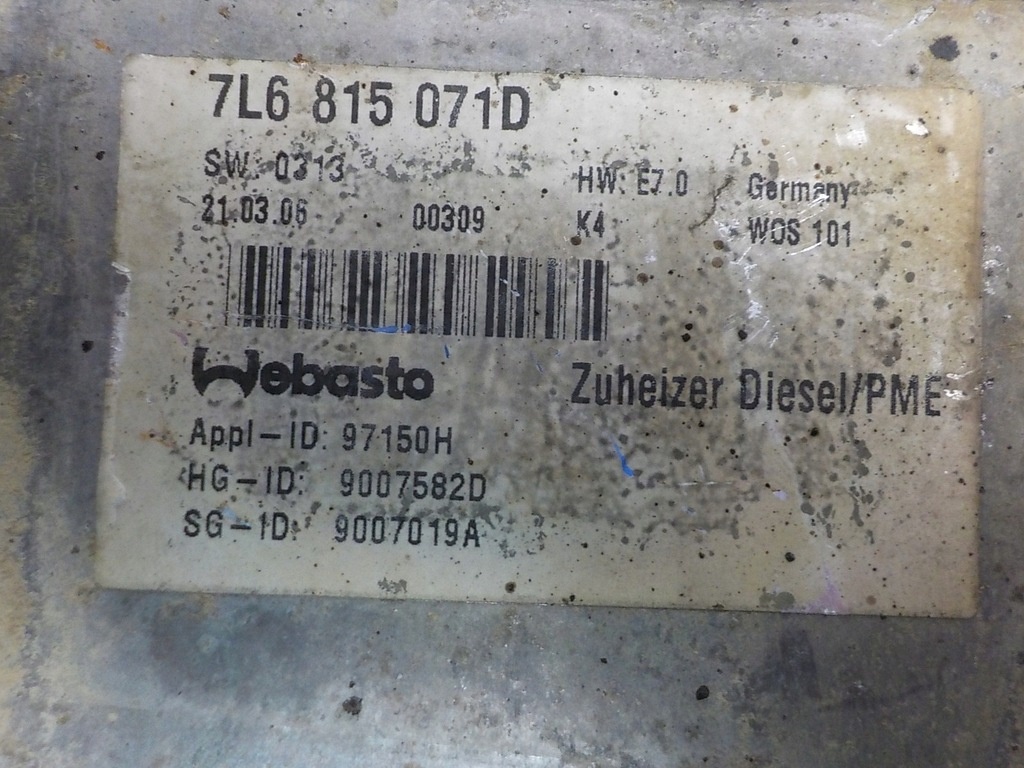 7L6 815 071D
SW: 0313 HW: E7.0 Germany
21.03.06 00309 K4 WOS 101
Webasto Zuheizer Diesel/PME
Appl-ID: 97150H
HG-ID: 9007582D
SG-ID: 9007019A